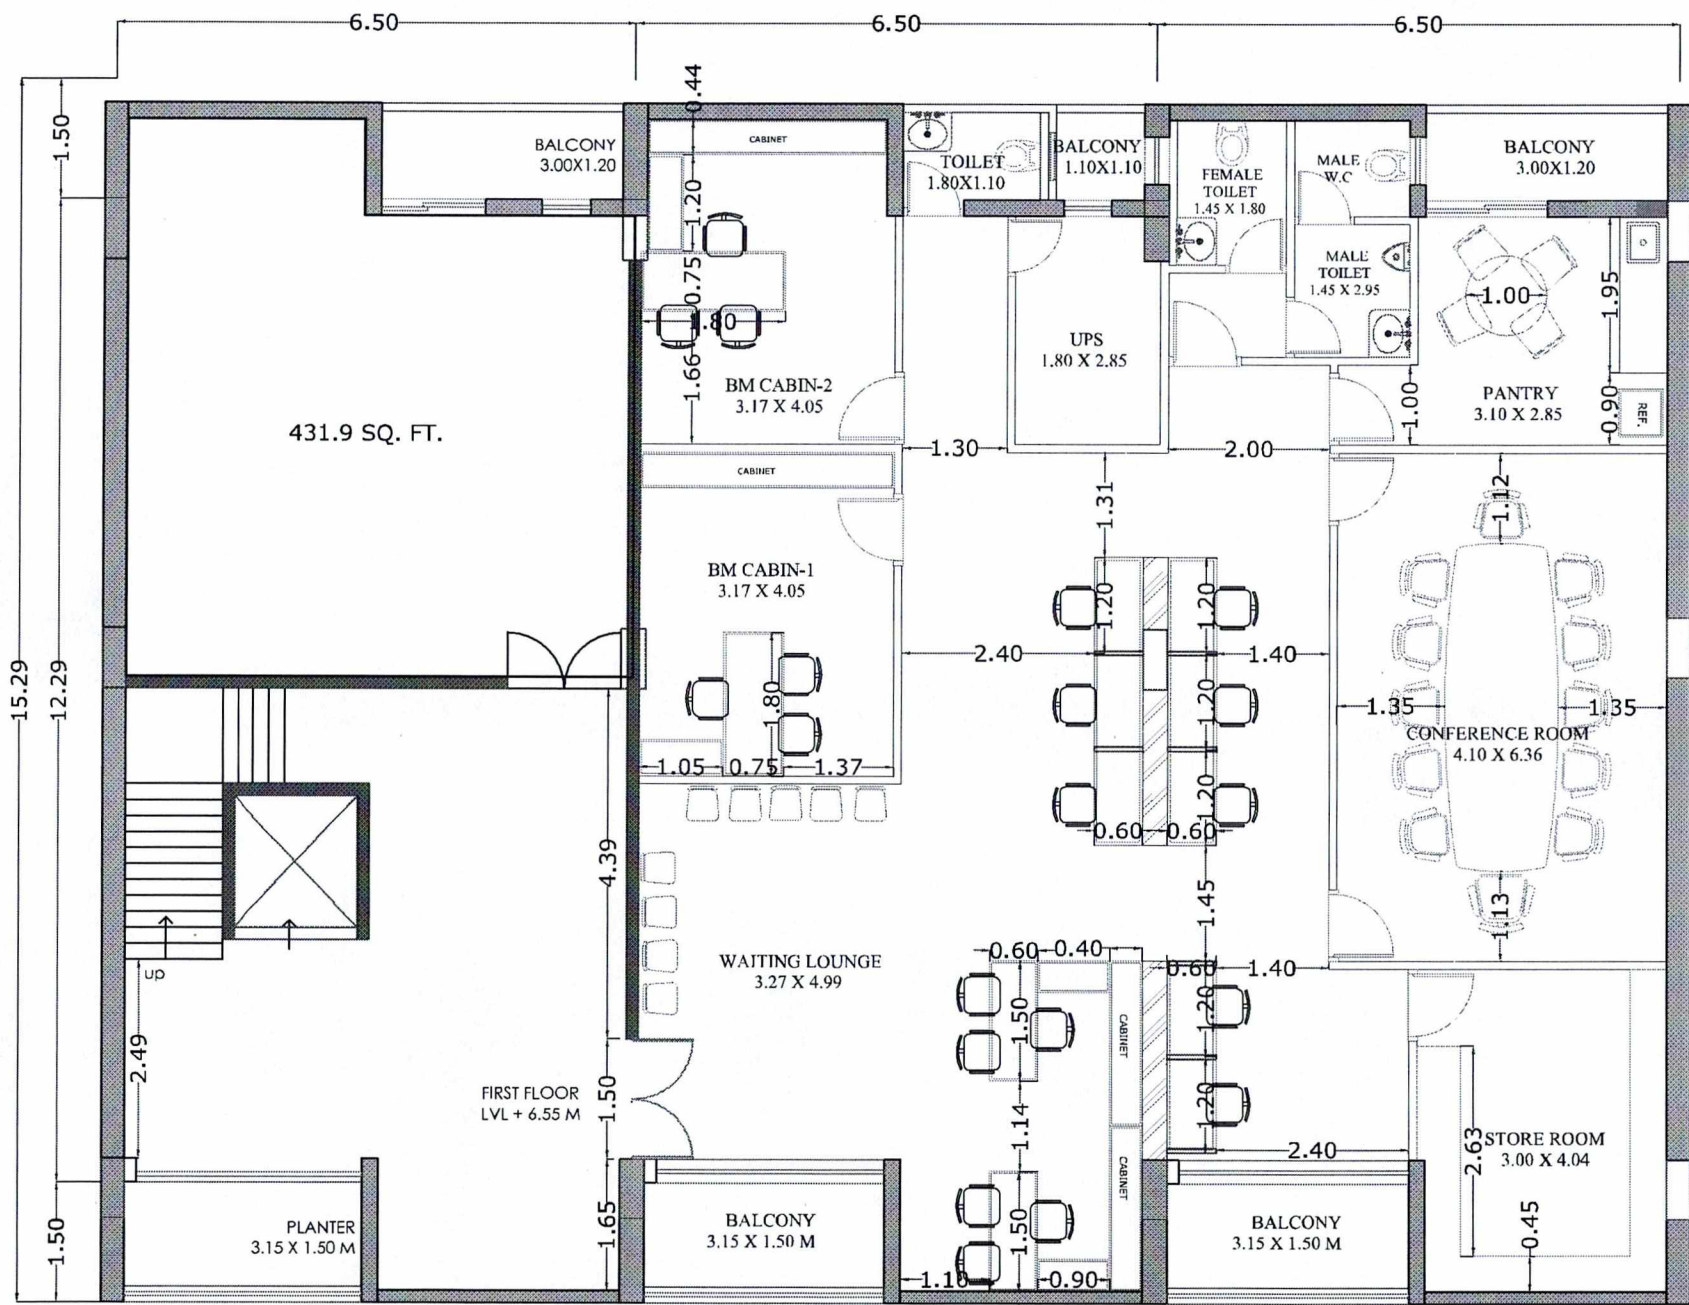 6.50
6.50
6.50
15.29
1.50
12.29
1.50
BALCONY
3.00X1.20
0.44
CABINET
TOILET
1.80X1.10
BALCONY
1.10X1.10
FEMALE
TOILET
1.45 X 1.80
MALE
W.C
BALCONY
3.00X1.20
1.20
0.75
1.80
1.66
BM CABIN-2
3.17 X 4.05
MALE
TOILET
1.45 X 2.95
1.00
1.95
UPS
1.80 X 2.85
1.00
PANTRY
3.10 X 2.85
0.90
REF.
431.9 SQ. FT.
1.30
2.00
CABINET
1.31
1.12
BM CABIN-1
3.17 X 4.05
1.20
1.20
2.40
1.40
1.80
1.20
1.35
1.35
CONFERENCE ROOM
4.10 X 6.36
1.05
0.75
1.37
1.20
0.60
0.60
4.39
1.45
1.13
up
WAITING LOUNGE
3.27 X 4.99
0.60
0.40
0.60
1.40
1.50
CABINET
1.20
2.49
FIRST FLOOR
LVL + 6.55 M
1.50
1.14
1.20
2.40
2.63
STORE ROOM
3.00 X 4.04
CABINET
PLANTER
3.15 X 1.50 M
1.65
BALCONY
3.15 X 1.50 M
1.50
BALCONY
3.15 X 1.50 M
0.45
1.10
0.90